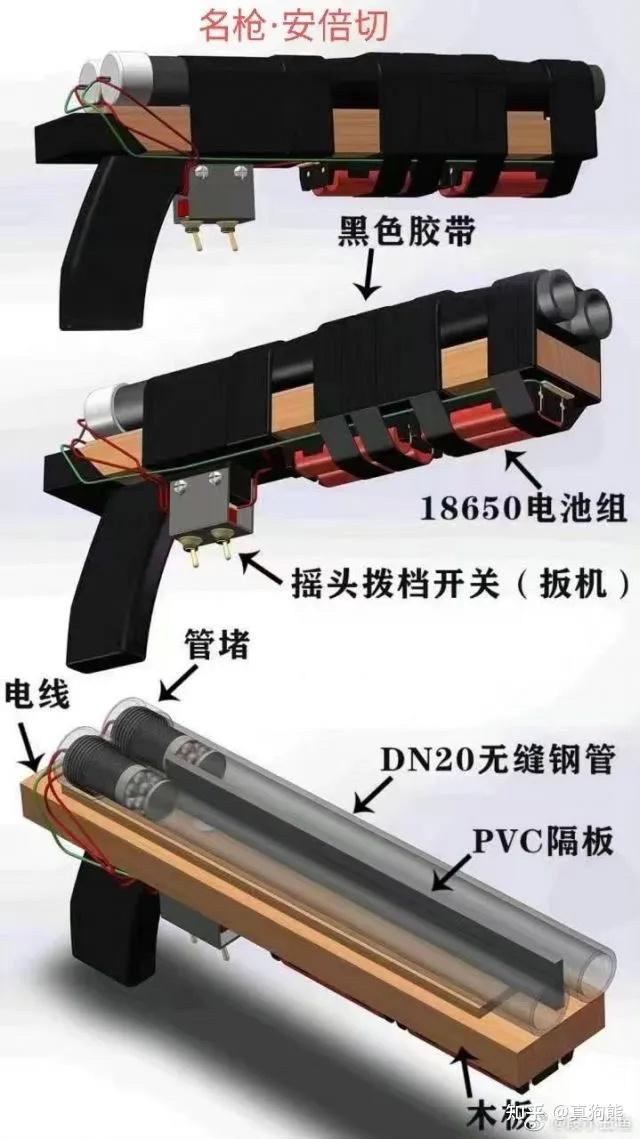 名枪·安倍切
黑色胶带
18650电池组
摇头拨档开关（扳机）
管堵
电线
DN20无缝钢管
PVC隔板
木板
知乎 @真狗熊